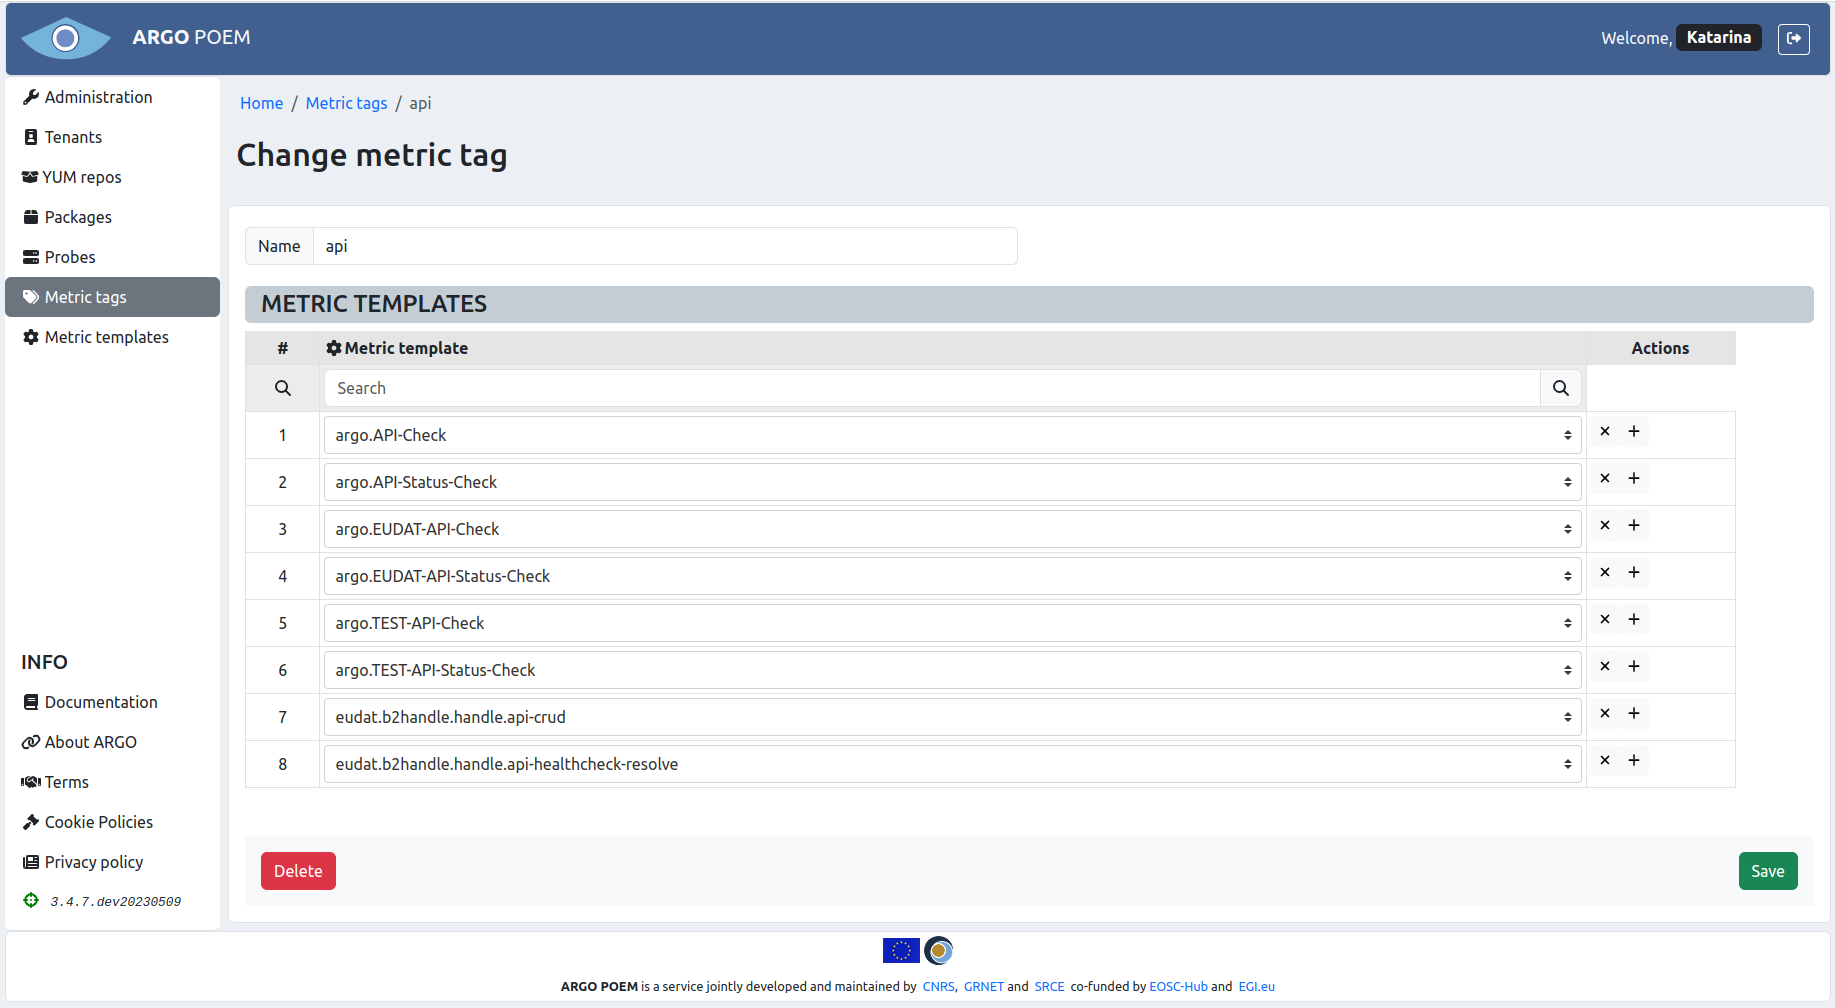 ARGO POEM
Welcome, Katarina
Administration
Tenants
YUM repos
Packages
Probes
Metric tags
Metric templates
INFO
Documentation
About ARGO
Terms
Cookie Policies
Privacy policy
3.4.7.dev20230509
Home / Metric tags / api
Change metric tag
Name api
METRIC TEMPLATES
# Metric template Actions
Search
1 argo.API-Check
2 argo.API-Status-Check
3 argo.EUDAT-API-Check
4 argo.EUDAT-API-Status-Check
5 argo.TEST-API-Check
6 argo.TEST-API-Status-Check
7 eudat.b2handle.handle.api-crud
8 eudat.b2handle.handle.api-healthcheck-resolve
Delete Save
ARGO POEM is a service jointly developed and maintained by CNRS, GRNET and SRCE co-funded by EOSC-Hub and EGI.eu